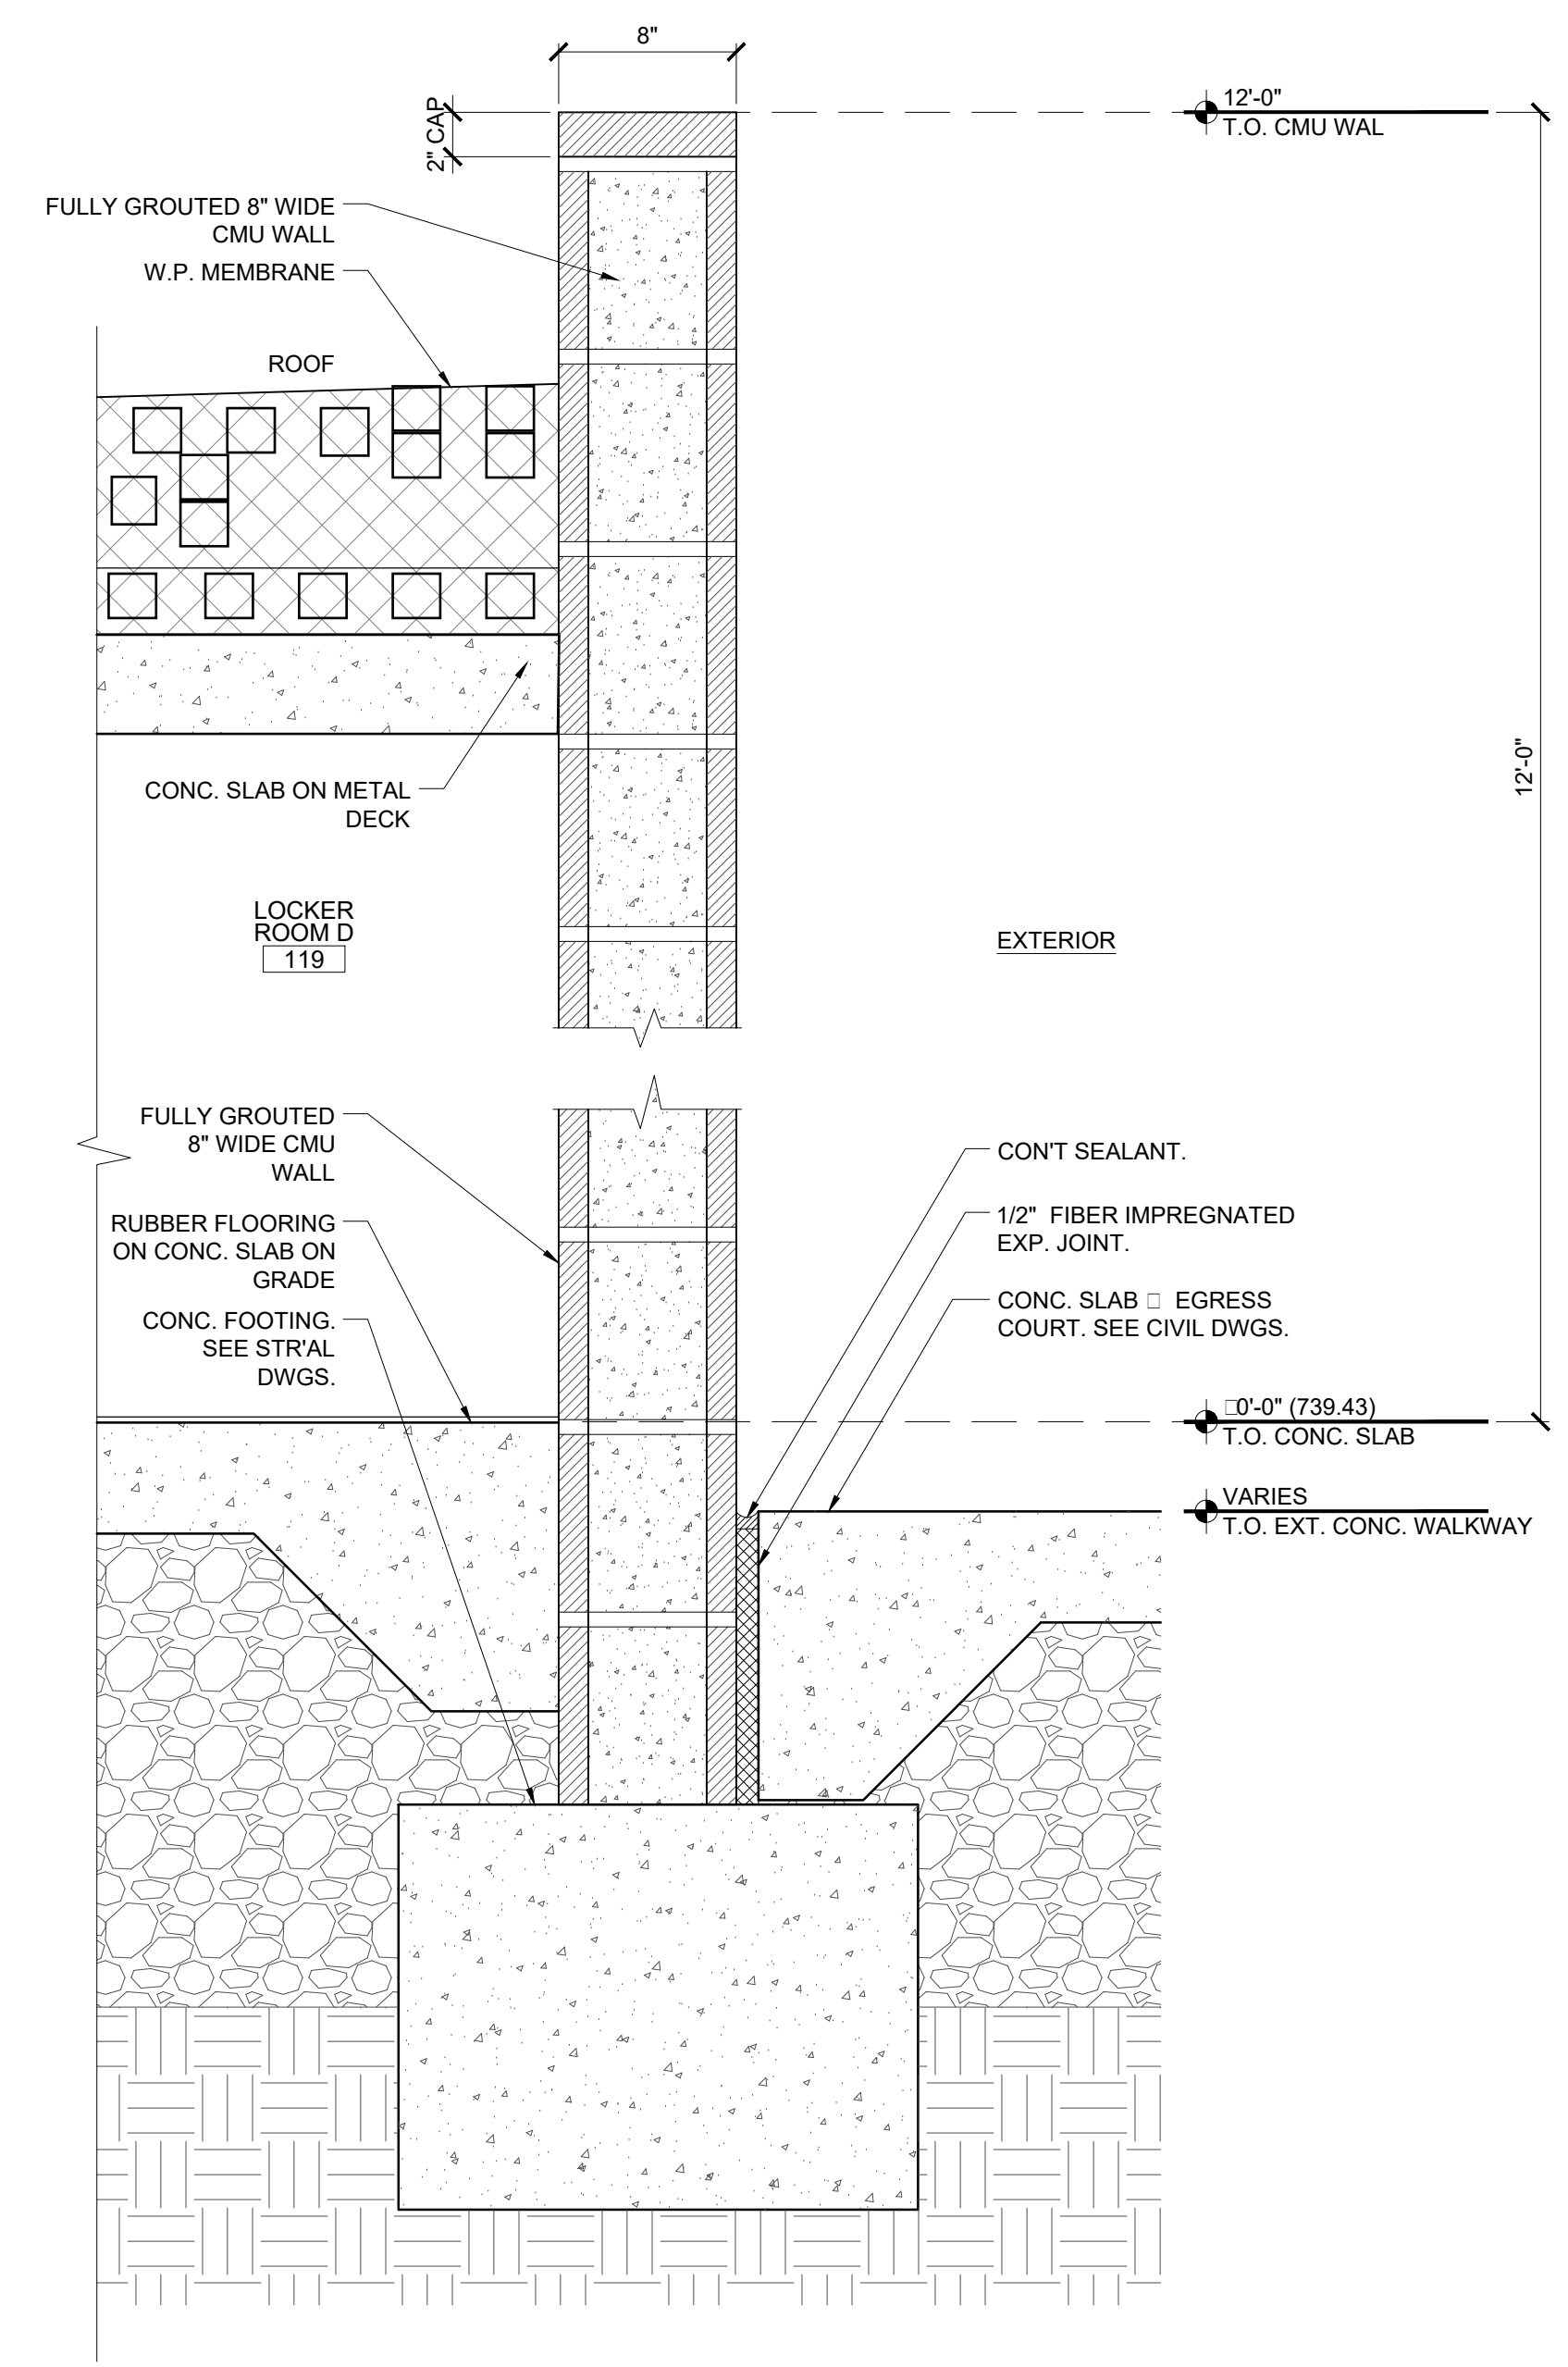 8"
2" CAP
12'-0"
T.O. CMU WAL
FULLY GROUTED 8" WIDE
CMU WALL
W.P. MEMBRANE
ROOF
CONC. SLAB ON METAL
DECK
12'-0"
LOCKER
ROOM D
119
EXTERIOR
FULLY GROUTED
8" WIDE CMU
WALL
RUBBER FLOORING
ON CONC. SLAB ON
GRADE
CONC. FOOTING.
SEE STR'AL
DWGS.
CON'T SEALANT.
1/2" FIBER IMPREGNATED
EXP. JOINT.
CONC. SLAB □ EGRESS
COURT. SEE CIVIL DWGS.
□0'-0" (739.43)
T.O. CONC. SLAB
VARIES
T.O. EXT. CONC. WALKWAY